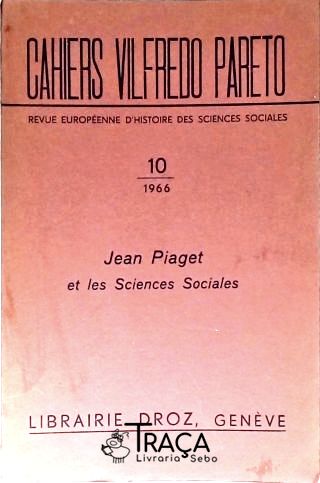 CAHIERS VILFREDO PARETO
REVUE EUROPÉENNE D'HISTOIRE DES SCIENCES SOCIALES
10
1966
Jean Piaget
et les Sciences Sociales
LIBRAIRIE DROZ, GENÈVE
TRAÇA
Livraria Sebo